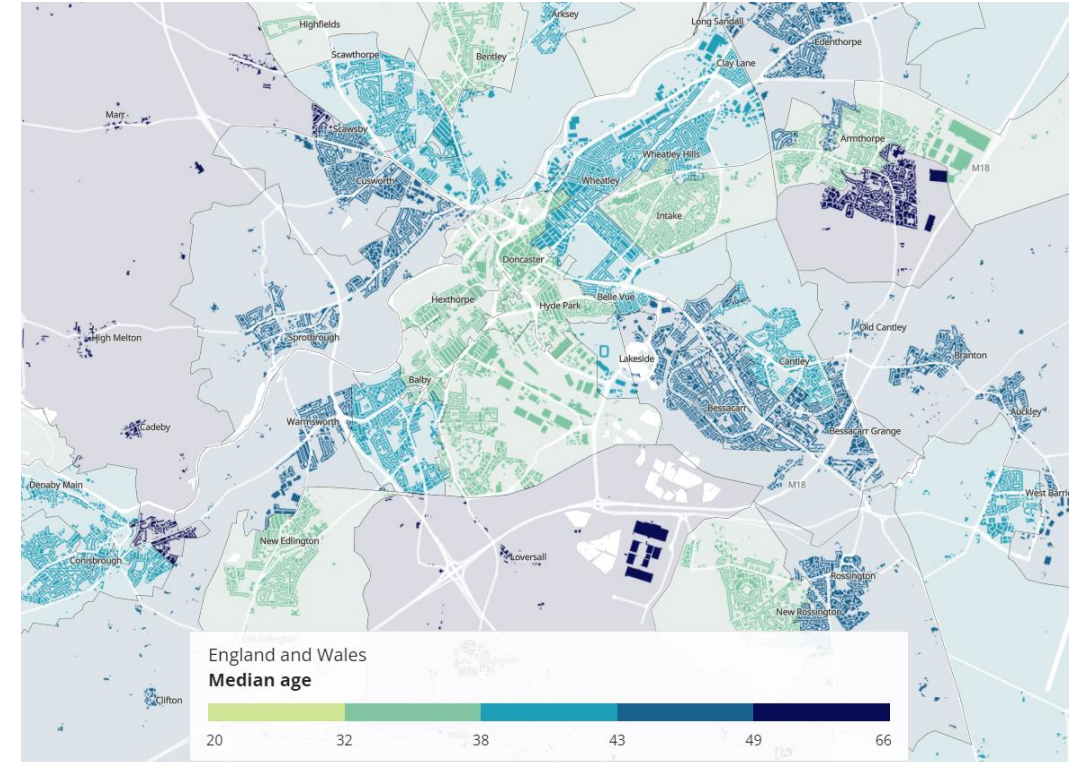 Arksey
Long Sandall
Highfields
Edenthorpe
Scawthorpe
Bentley
Clay Lane
Marr
Scawsby
Armthorpe
Wheatley Hills
M18
Cusworth
Wheatley
Intake
Doncaster
Hexthorpe
Hyde Park
Belle Vue
Old Cantley
High Melton
Sprotbrough
Lakeside
Cantley
Branton
Balby
Bessacarr
Auckley
Cadeby
Warmsworth
Bessacarr Grange
Denaby Main
M18
West Barn
New Edlington
Loversall
Conisbrough
Rossington
New Rossington
Old Edlington
Clifton
England and Wales
Median age
20 32 38 43 49 66